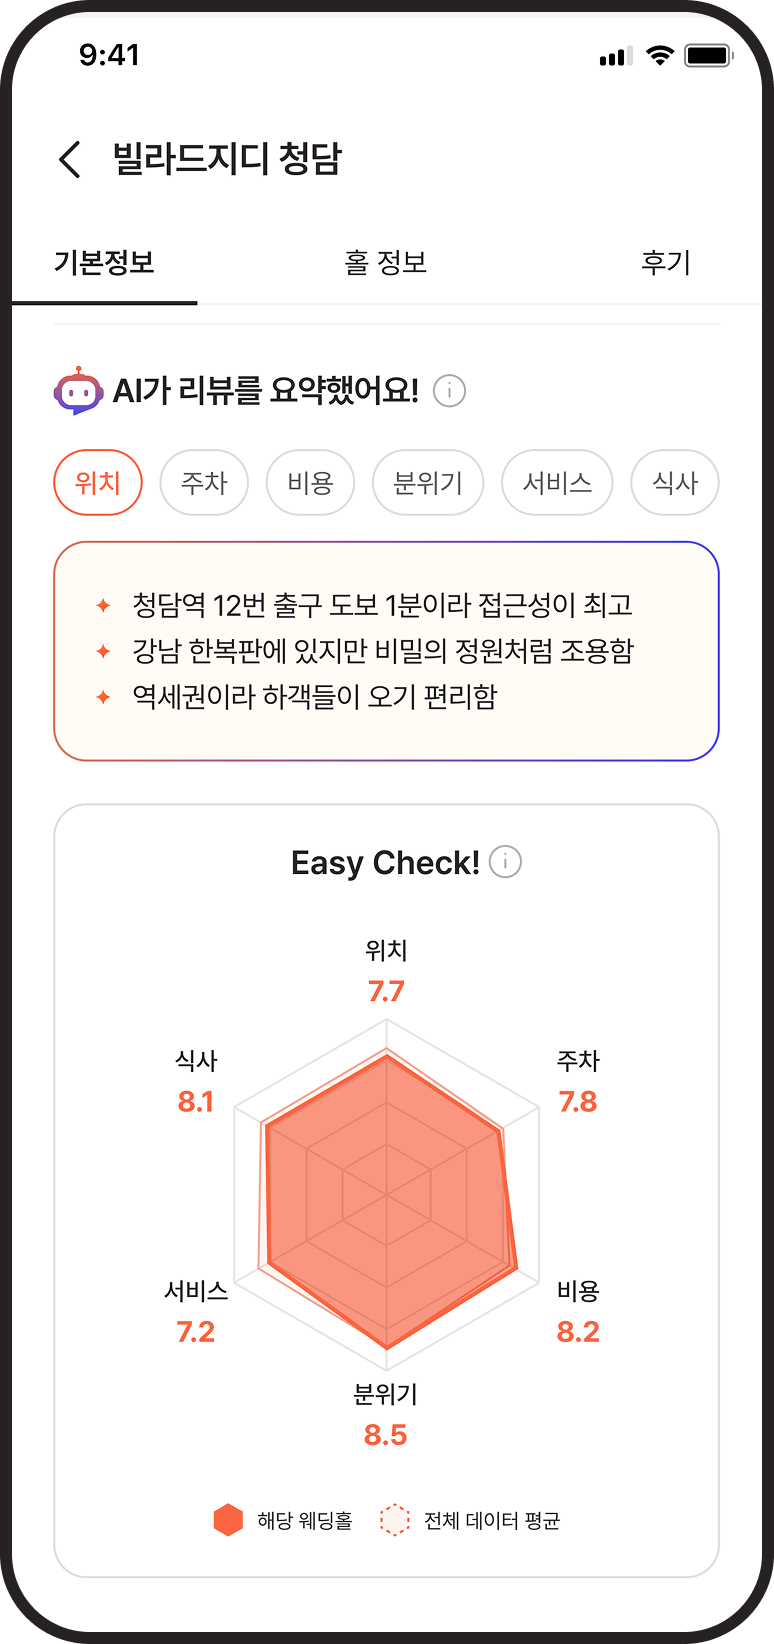 9:41
빌라드지디 청담
기본정보 홀 정보 후기
AI가 리뷰를 요약했어요!
위치 주차 비용 분위기 서비스 식사
청담역 12번 출구 도보 1분이라 접근성이 최고
강남 한복판에 있지만 비밀의 정원처럼 조용함
역세권이라 하객들이 오기 편리함
Easy Check!
위치
7.7
식사
8.1
주차
7.8
서비스
7.2
비용
8.2
분위기
8.5
해당 웨딩홀 전체 데이터 평균